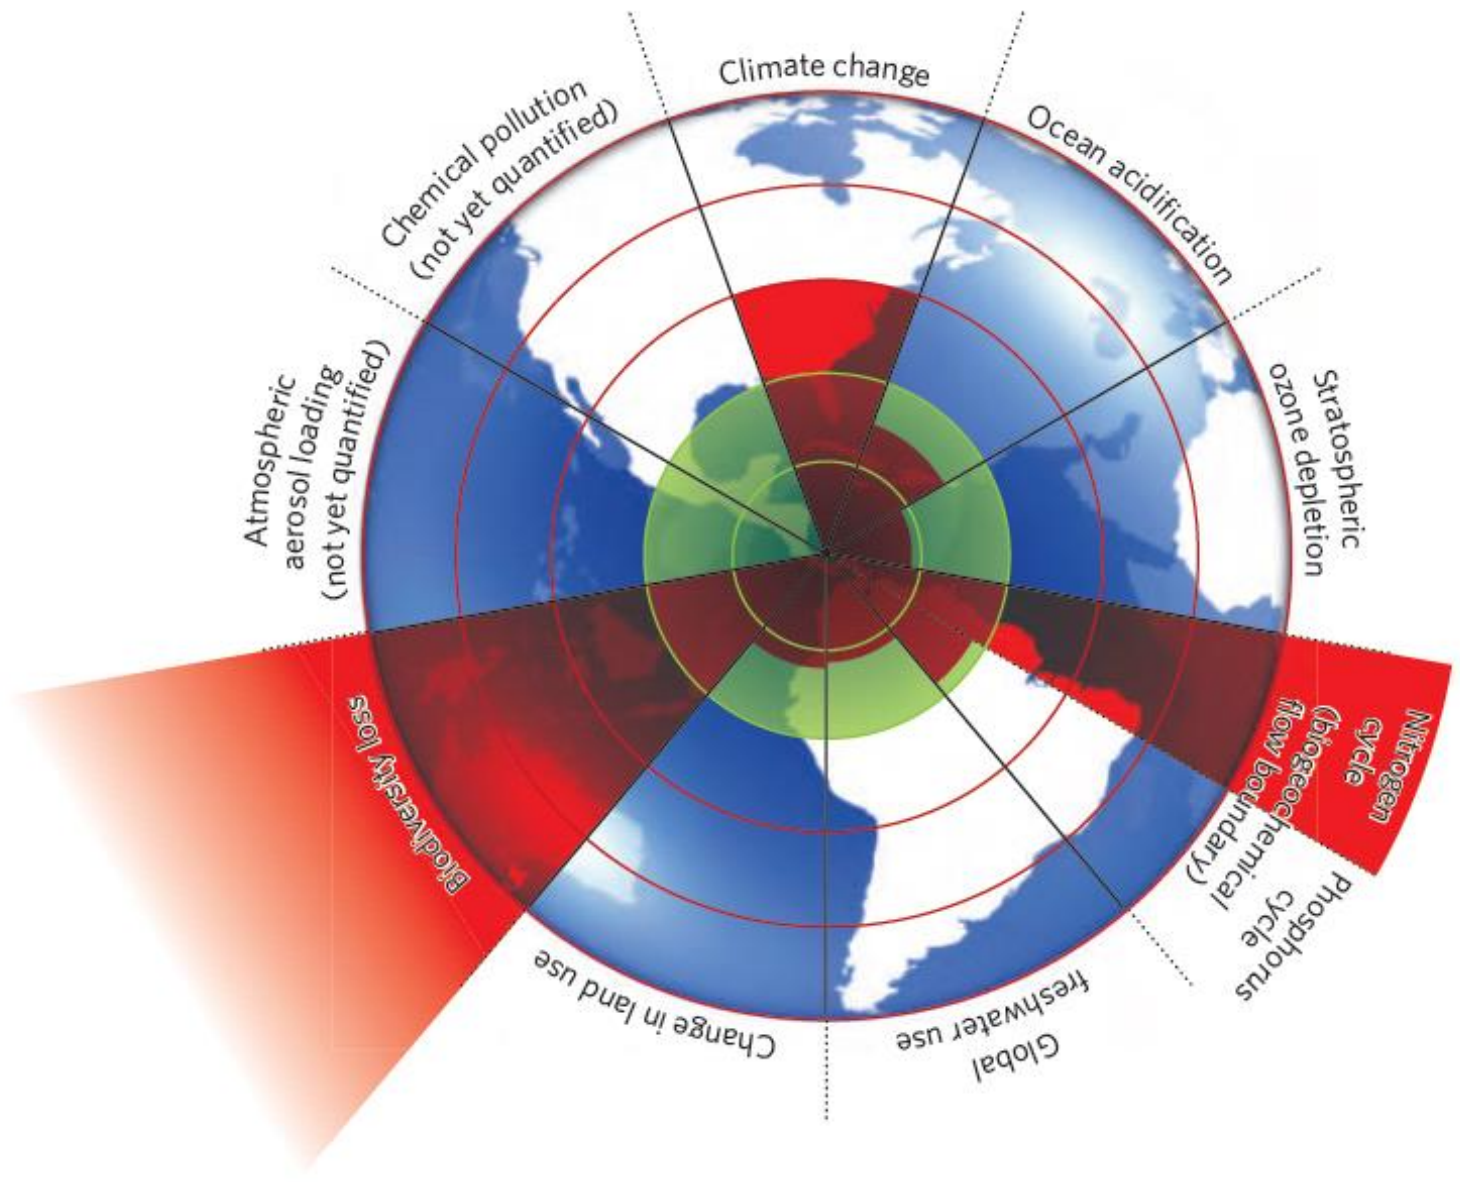 Climate change
Ocean acidification
Stratospheric
ozone depletion
Nitrogen
cycle
(biogeochemical
flow boundary)
Phosphorus
cycle
Global
freshwater use
Change in land use
Biodiversity loss
Atmospheric
aerosol loading
(not yet quantified)
Chemical pollution
(not yet quantified)